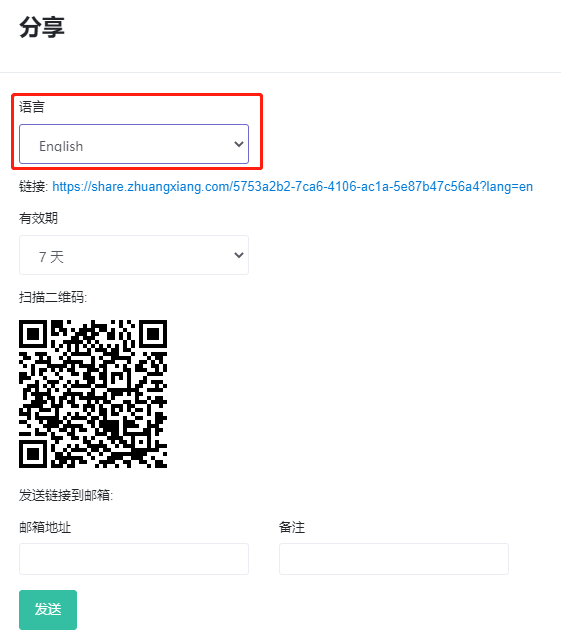 分享
语言
English
链接: https://share.zhuangxiang.com/5753a2b2-7ca6-4106-ac1a-5e87b47c56a4?lang=en
有效期
7 天
扫描二维码:
发送链接到邮箱:
邮箱地址 备注
发送